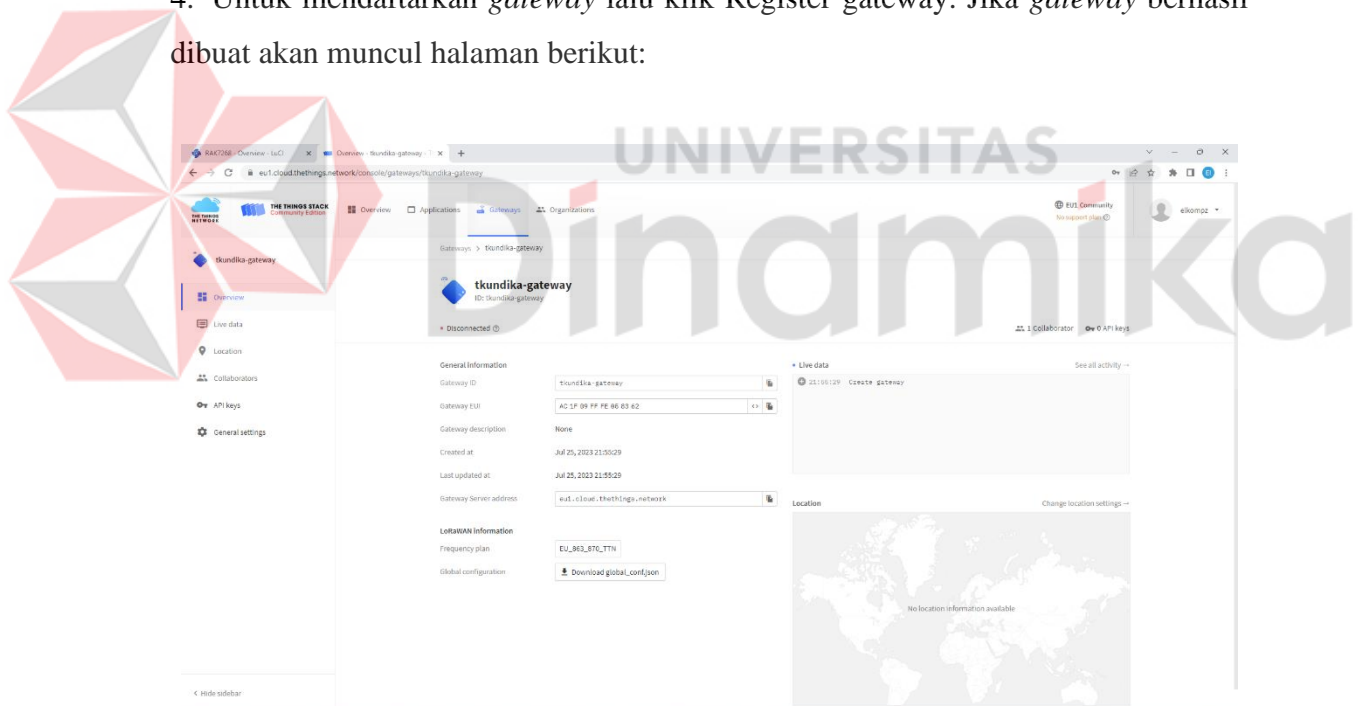 4. Untuk mendaftarkan gateway lalu klik Register gateway. Jika gateway berhasil
dibuat akan muncul halaman berikut:
UNIVERSITAS
Dinamika
RAK7268 - Overview - LuCI
Overview - tkundika-gateway - T
eu1.cloud.thethings.network/console/gateways/tkundika-gateway
THE THINGS NETWORK
THE THINGS STACK
Community Edition
Overview
Applications
Gateways
Organizations
EU1 Community
No support plan
elkompz
tkundika-gateway
Overview
Live data
Location
Collaborators
API keys
General settings
< Hide sidebar
Gateways > tkundika-gateway
tkundika-gateway
ID: tkundika-gateway
Disconnected
1 Collaborator
0 API keys
General information
Gateway ID
tkundika-gateway
Gateway EUI
AC 1F 09 FF FE
Gateway description
None
Created at
Jul 25, 2023 21:55:29
Last updated at
Jul 25, 2023 21:55:29
Gateway Server address
eu1.cloud.thethings.network
LoRaWAN information
Frequency plan
EU_863_870_TTN
Global configuration
Download global_conf.json
Live data
See all activity →
Create gateway
Location
Change location settings →
No location information available